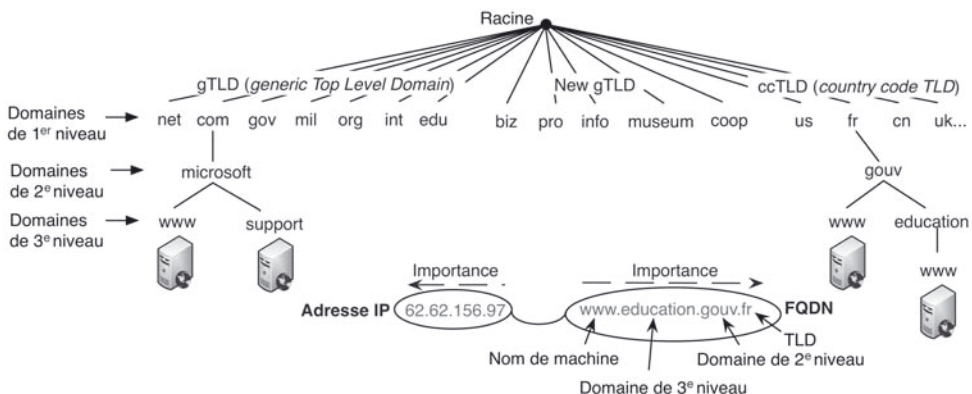 Racine
gTLD (generic Top Level Domain) New gTLD ccTLD (country code TLD)
Domaines de 1er niveau
net com gov mil org int edu biz pro info museum coop us fr cn uk...
Domaines de 2e niveau
microsoft gouv
Domaines de 3e niveau
www support www education
www
Importance Importance
Adresse IP 62.62.156.97 www.education.gouv.fr FQDN
TLD
Nom de machine Domaine de 2e niveau
Domaine de 3e niveau